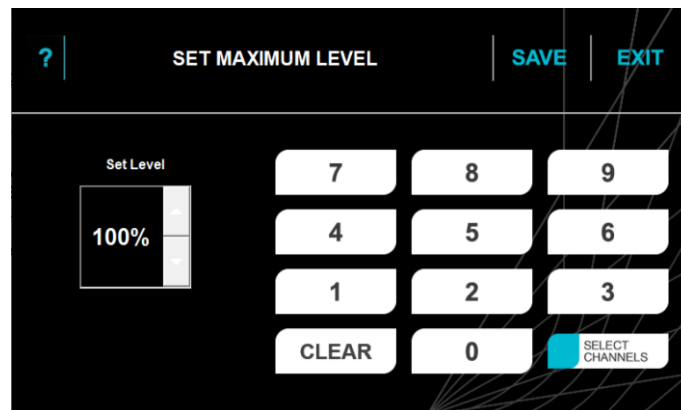 ? SET MAXIMUM LEVEL SAVE EXIT
Set Level
100%
7 8 9
4 5 6
1 2 3
CLEAR 0 SELECT
CHANNELS